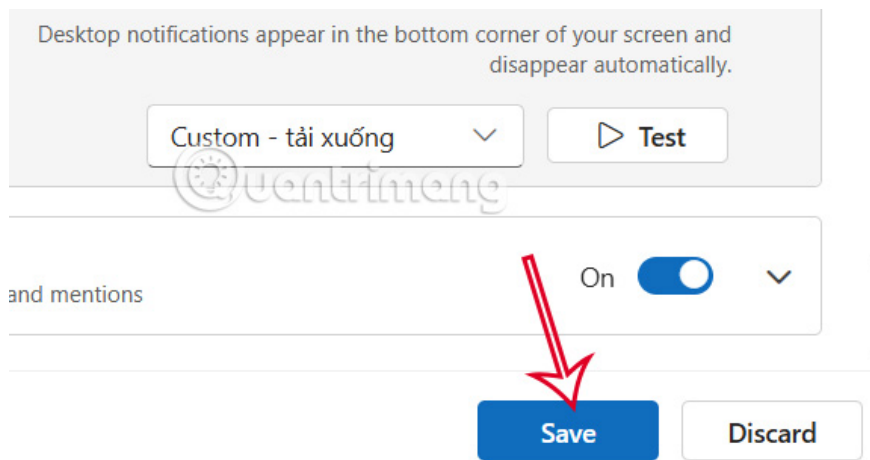 Desktop notifications appear in the bottom corner of your screen and
disappear automatically.
Custom - tải xuống
Test
Quantrimang
On
and mentions
Save
Discard